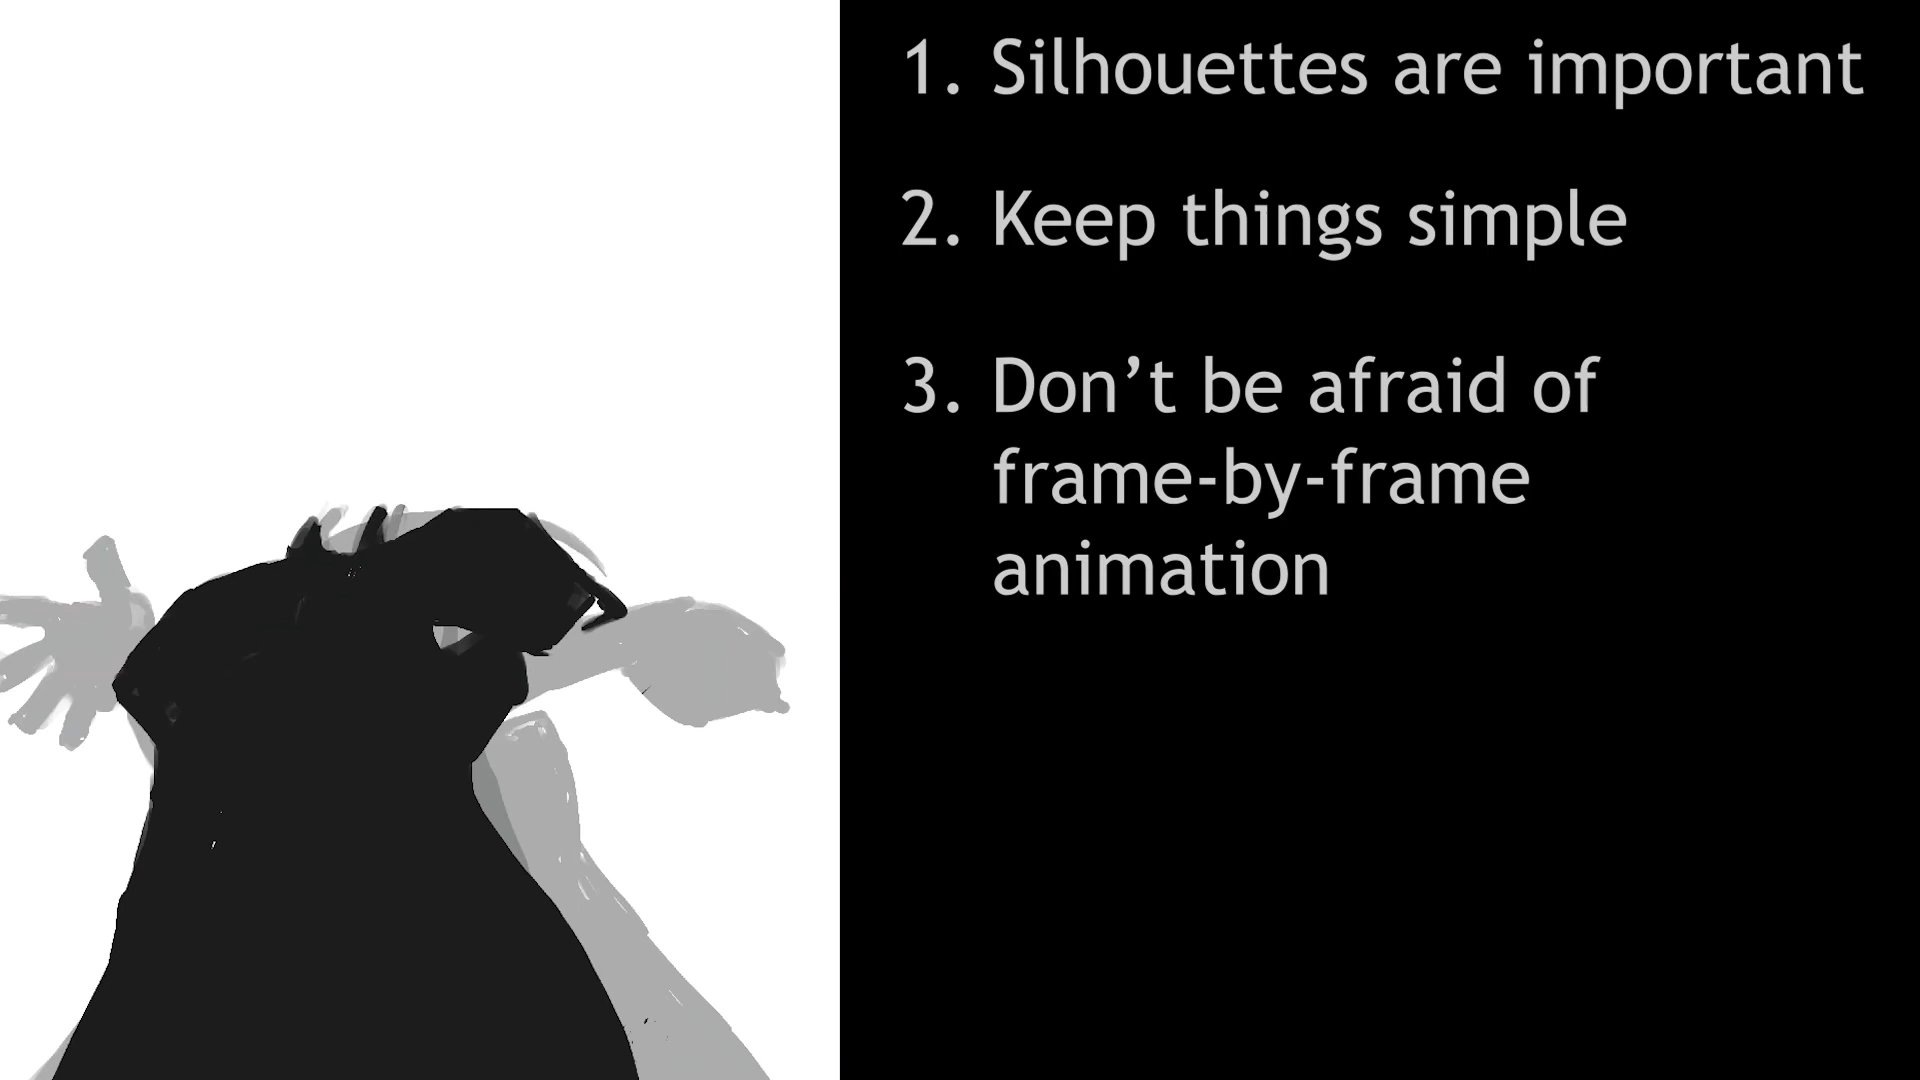 1. Silhouettes are important
2. Keep things simple
3. Don’t be afraid of
frame-by-frame
animation